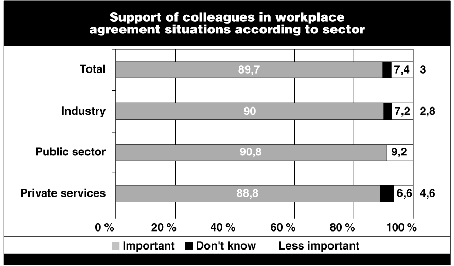 Support of colleagues in workplace
agreement situations according to sector
Total 89,7 7,4 3
Industry 90 7,2 2,8
Public sector 90,8 9,2
Private services 88,8 6,6 4,6
0 % 20 % 40 % 60 % 80 % 100 %
Important Don't know Less important